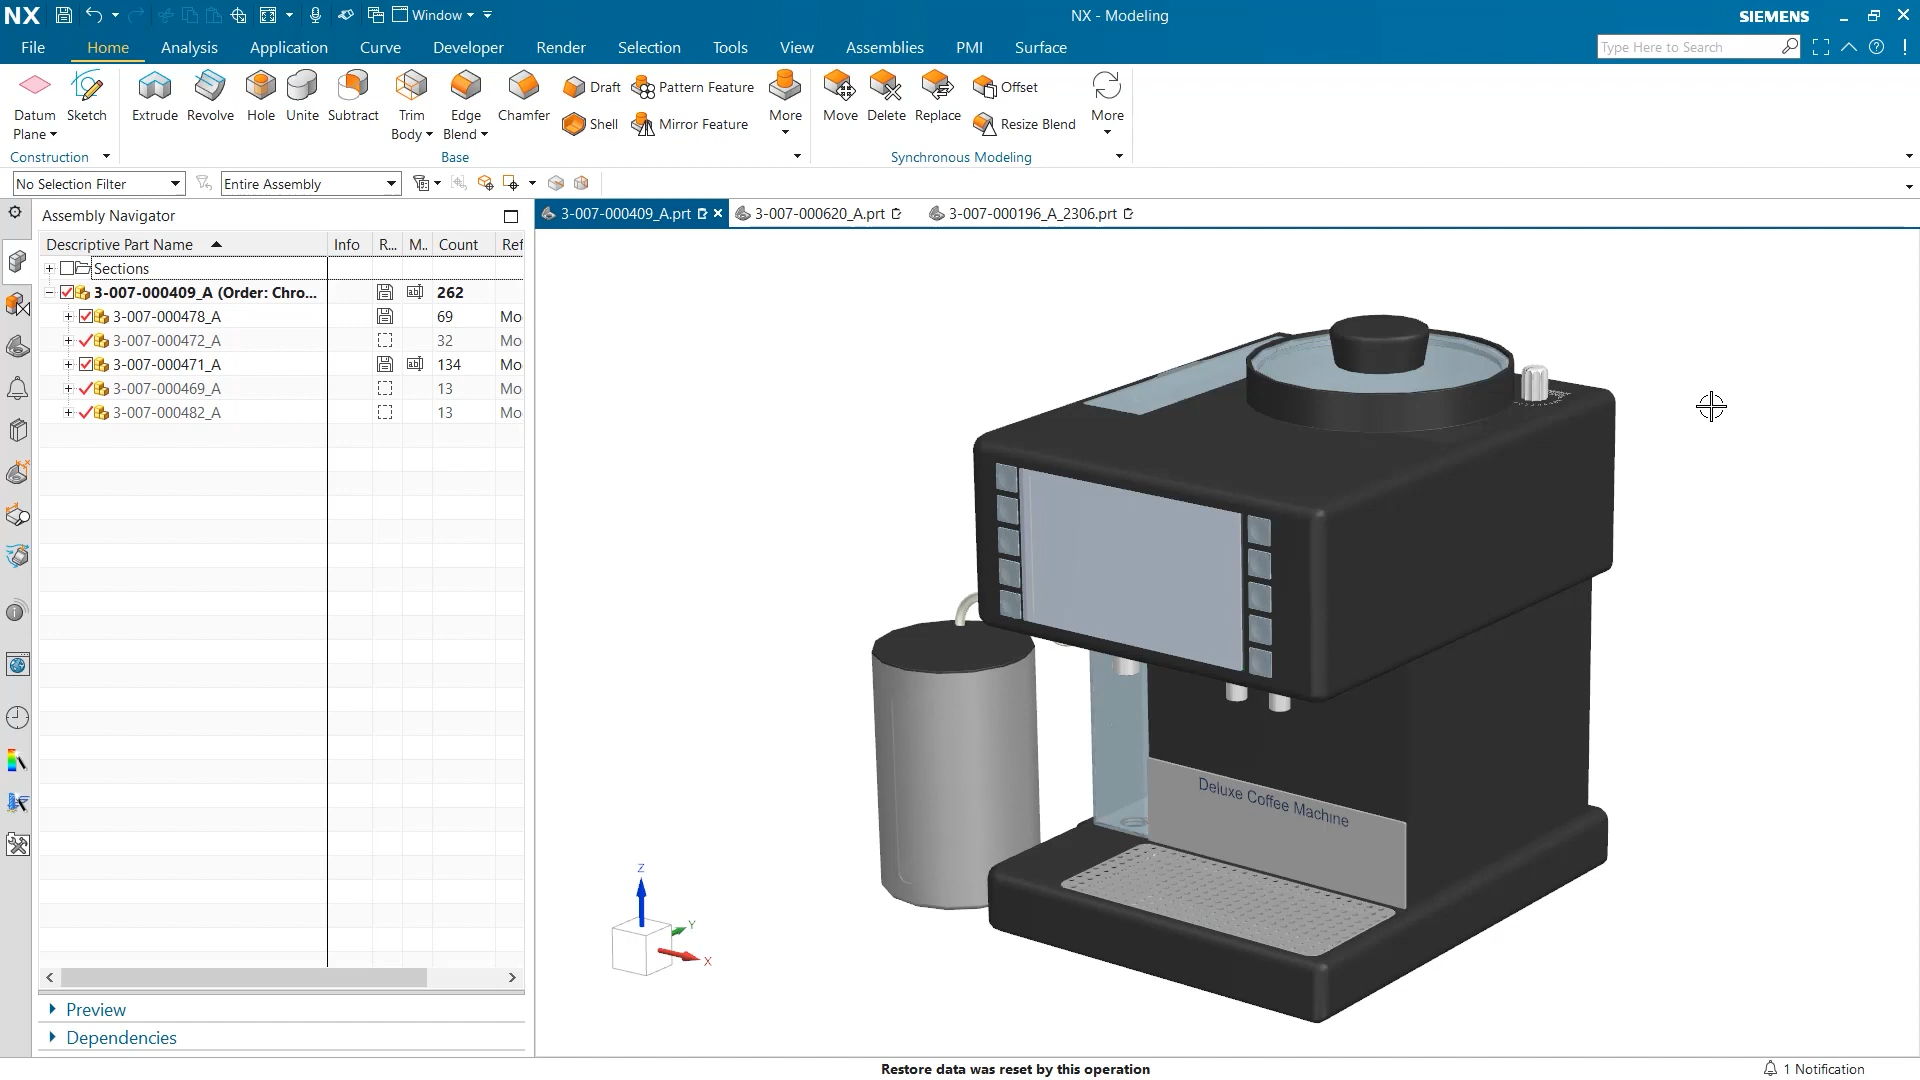 NX Window NX - Modeling SIEMENS
File Home Analysis Application Curve Developer Render Selection Tools View Assemblies PMI Surface Type Here to Search
Datum Plane Sketch Extrude Revolve Hole Unite Subtract Trim Body Edge Blend Chamfer Draft Pattern Feature More Move Delete Replace Offset More
Shell Mirror Feature Resize Blend
Construction Base Synchronous Modeling
No Selection Filter Entire Assembly
Assembly Navigator 3-007-000409_A.prt 3-007-000620_A.prt 3-007-000196_A_2306.prt
Descriptive Part Name Info R... M.. Count Ref
Sections
3-007-000409_A (Order: Chro... 262
3-007-000478_A 69 Mo
3-007-000472_A 32 Mo
3-007-000471_A 134 Mo
3-007-000469_A 13 Mo
3-007-000482_A 13 Mo
Deluxe Coffee Machine
Z
Y
X
Preview
Dependencies
Restore data was reset by this operation 1 Notification